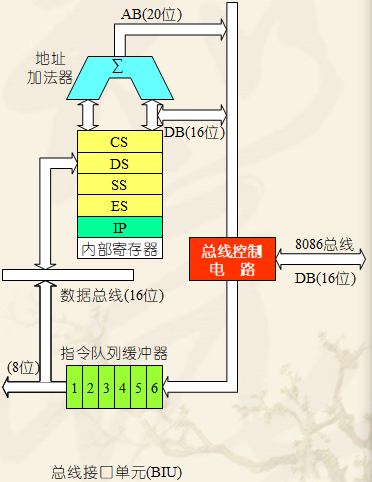 AB(20位)
地址
加法器
Σ
DB(16位)
CS
DS
SS
ES
IP
内部寄存器
总线控制
电 路
8086总线
DB(16位)
数据总线(16位)
指令队列缓冲器
(8位)
1 2 3 4 5 6
总线接口单元(BIU)